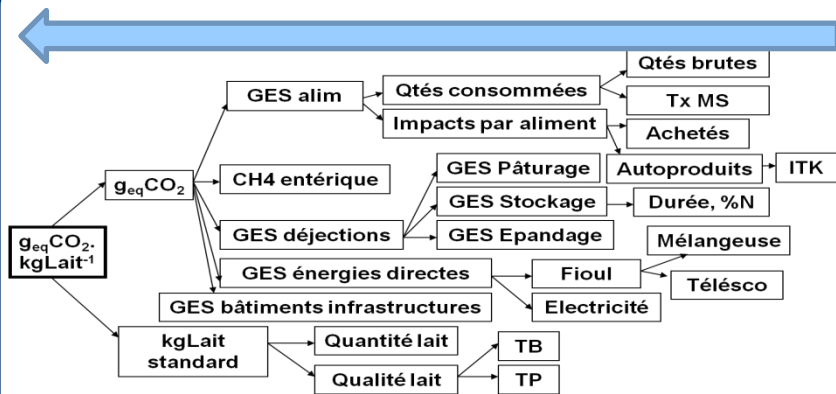 Qtés brutes
GES alim
Qtés consommées
Tx MS
Impacts par aliment
Achetés
GES Pâturage
Autoproduits
ITK
geqCO2
CH4 entérique
GES Stockage
Durée, %N
geqCO2.
kgLait-1
GES déjections
GES Epandage
Mélangeuse
GES énergies directes
Fioul
Télésco
GES bâtiments infrastructures
Electricité
kgLait
standard
Quantité lait
TB
Qualité lait
TP